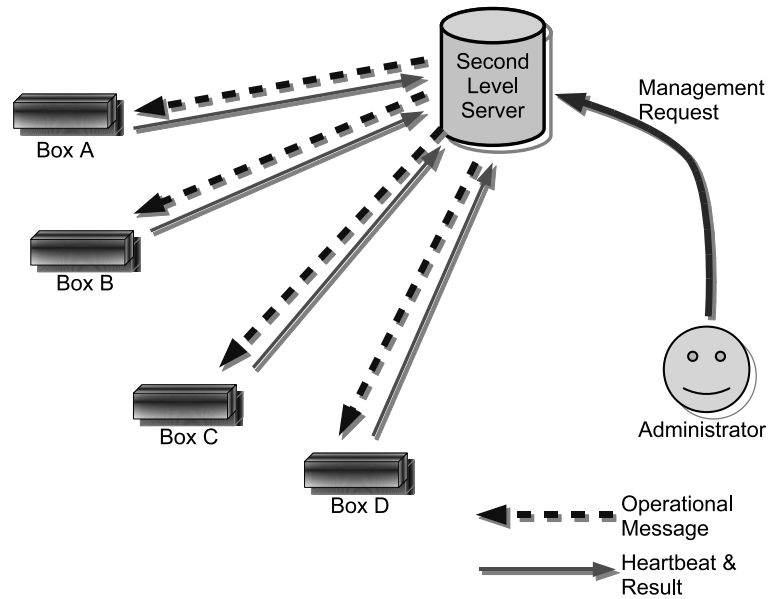 Second
Level
Server
Management
Request
Box A
Box B
Box C
Box D
Administrator
Operational
Message
Heartbeat &
Result